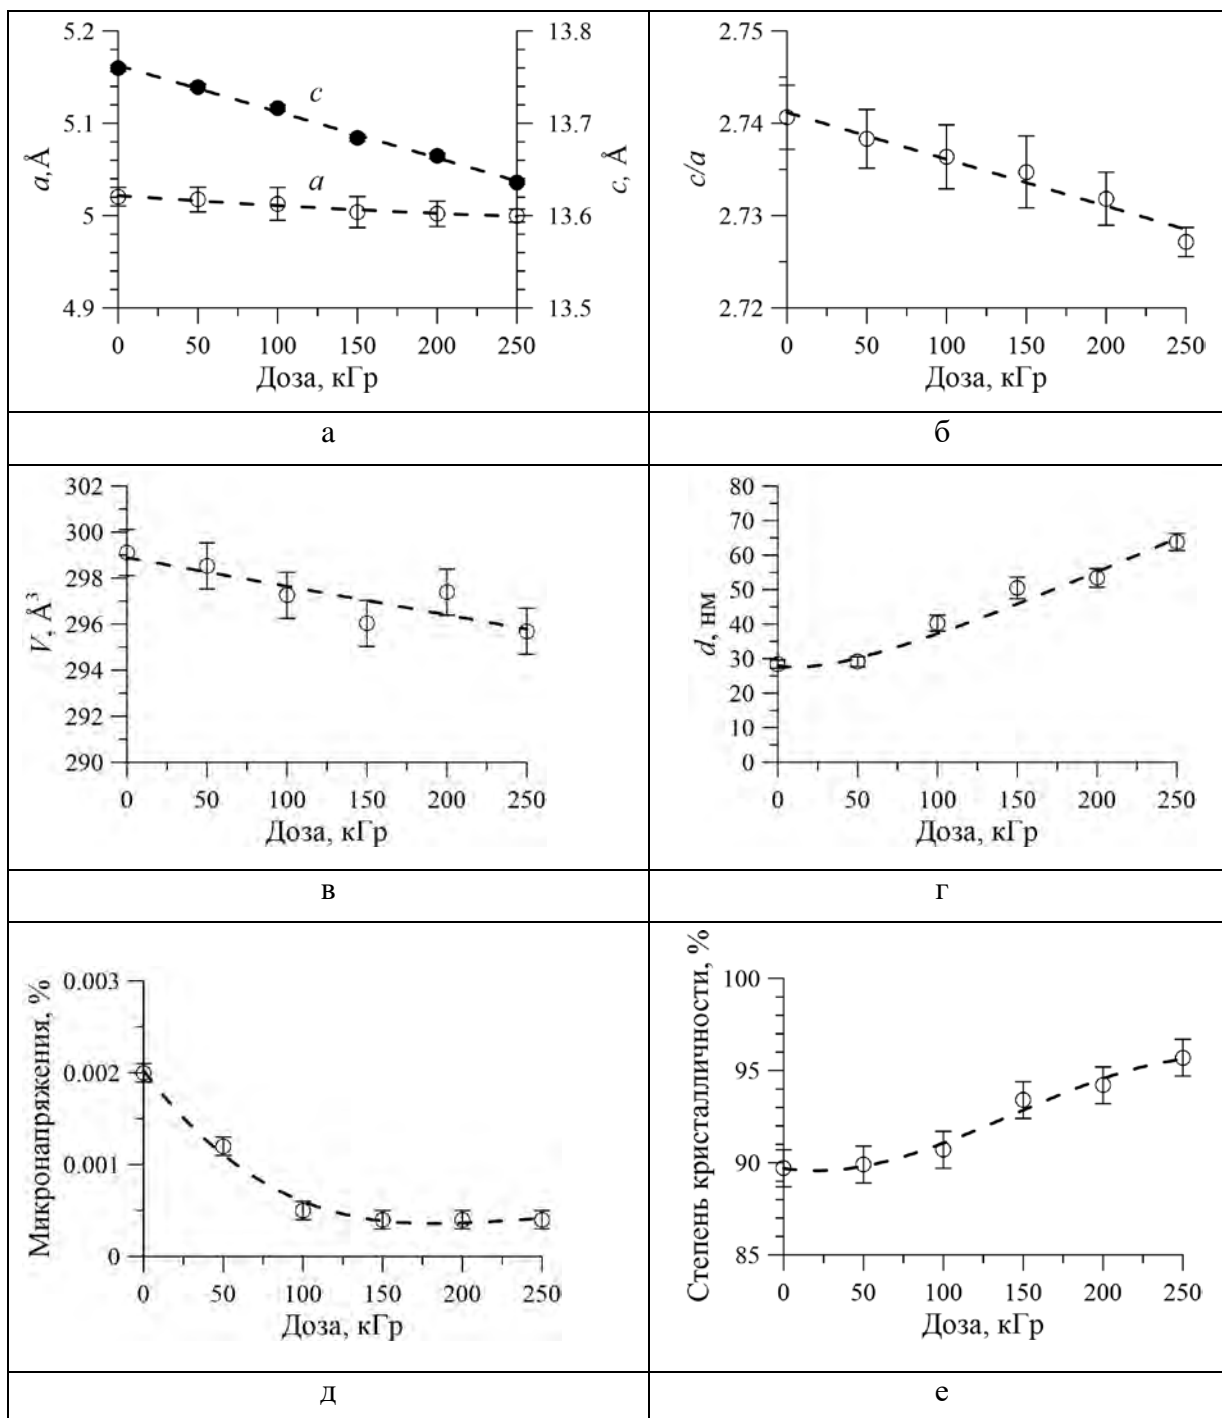 5.2
5.1
5
4.9
a, Å
13.8
13.7
13.6
13.5
c, Å
c
a
0 50 100 150 200 250
Доза, кГр
2.75
2.74
2.73
2.72
c/a
0 50 100 150 200 250
Доза, кГр
а
б
302
300
298
296
294
292
290
V, Å³
0 50 100 150 200 250
Доза, кГр
80
70
60
50
40
30
20
10
0
d, нм
0 50 100 150 200 250
Доза, кГр
в
г
0.003
0.002
0.001
0
Микронапряжения, %
0 50 100 150 200 250
Доза, кГр
100
95
90
85
Степень кристалличности, %
0 50 100 150 200 250
Доза, кГр
д
е